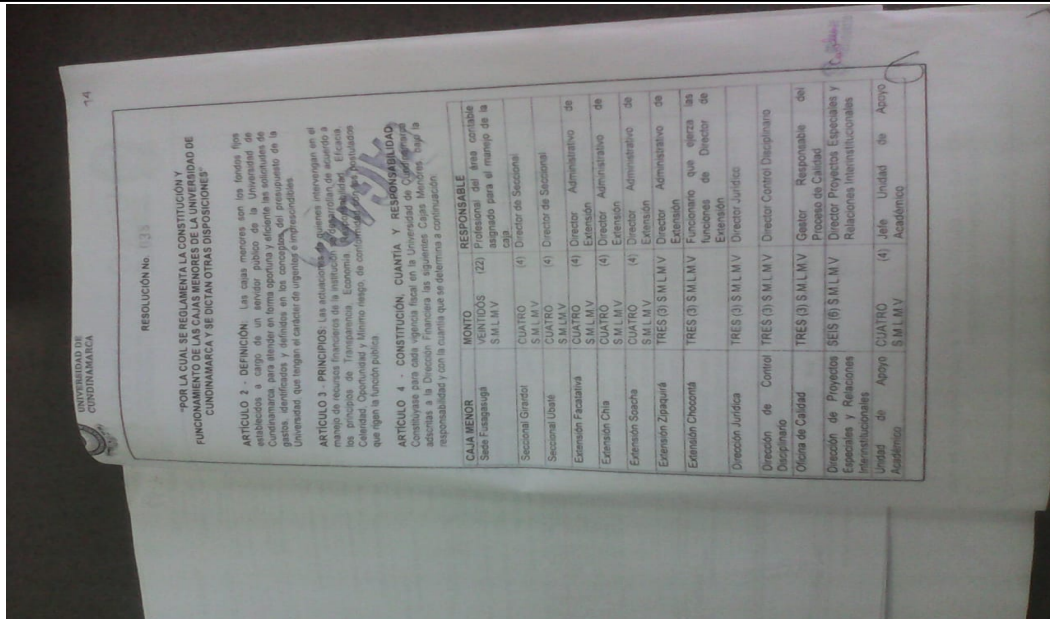 14
UNIVERSIDAD DE
CUNDINAMARCA
RESOLUCIÓN No.
"POR LA CUAL SE REGLAMENTA LA CONSTITUCIÓN Y
FUNCIONAMIENTO DE LAS CAJAS MENORES DE LA UNIVERSIDAD DE
CUNDINAMARCA Y SE DICTAN OTRAS DISPOSICIONES"
ARTÍCULO 2 - DEFINICIÓN: Las cajas menores son los fondos fijos
establecidos a cargo de un servidor público de la Universidad de
Cundinamarca, para atender en forma oportuna y eficiente las solicitudes de
gastos, identificados y definidos en los conceptos del presupuesto de la
Universidad, que tengan el carácter de urgentes e imprescindibles.
ARTÍCULO 3 - PRINCIPIOS: Las actuaciones de quienes intervengan en el
manejo de recursos financieros de la institución se desarrollan de acuerdo a
los principios de Transparencia, Economía, Eficacia,
Celeridad, Oportunidad y Mínimo riesgo, de conformidad con los postulados
que rigen la función pública.
ARTÍCULO 4 - CONSTITUCIÓN, CUANTÍA Y RESPONSABILIDAD:
Constitúyase para cada vigencia fiscal en la Universidad de Cundinamarca
adscritas a la Dirección Financiera las siguientes Cajas Menores, bajo la
responsabilidad y con la cuantía que se determina a continuación:
CAJA MENOR MONTO RESPONSABLE
Sede Fusagasugá VEINTIDÓS (22) Profesional del área contable
S.M.L.M.V asignado para el manejo de la
caja.
Seccional Girardot CUATRO (4) Director de Seccional
S.M.L.M.V
Seccional Ubaté CUATRO (4) Director de Seccional
S.M.L.M.V
Extensión Facatativá CUATRO (4) Director Administrativo de
S.M.L.M.V Extensión
Extensión Chía CUATRO (4) Director Administrativo de
S.M.L.M.V Extensión
Extensión Soacha CUATRO (4) Director Administrativo de
S.M.L.M.V Extensión
Extensión Zipaquirá TRES (3) S.M.L.M.V Director Administrativo de
Extensión
Extensión Chocontá TRES (3) S.M.L.M.V Funcionario que ejerza las
funciones de Director de
Extensión
Dirección Jurídica TRES (3) S.M.L.M.V Director Jurídico
Dirección de Control TRES (3) S.M.L.M.V Director Control Disciplinario
Disciplinario
Oficina de Calidad TRES (3) S.M.L.M.V Gestor Responsable del
Proceso de Calidad
Dirección de Proyectos SEIS (6) S.M.L.M.V Director Proyectos Especiales y
Especiales y Relaciones Relaciones Interinstitucionales
Interinstitucionales
Unidad de Apoyo CUATRO (4) Jefe Unidad de Apoyo
Académico S.M.L.M.V Académico